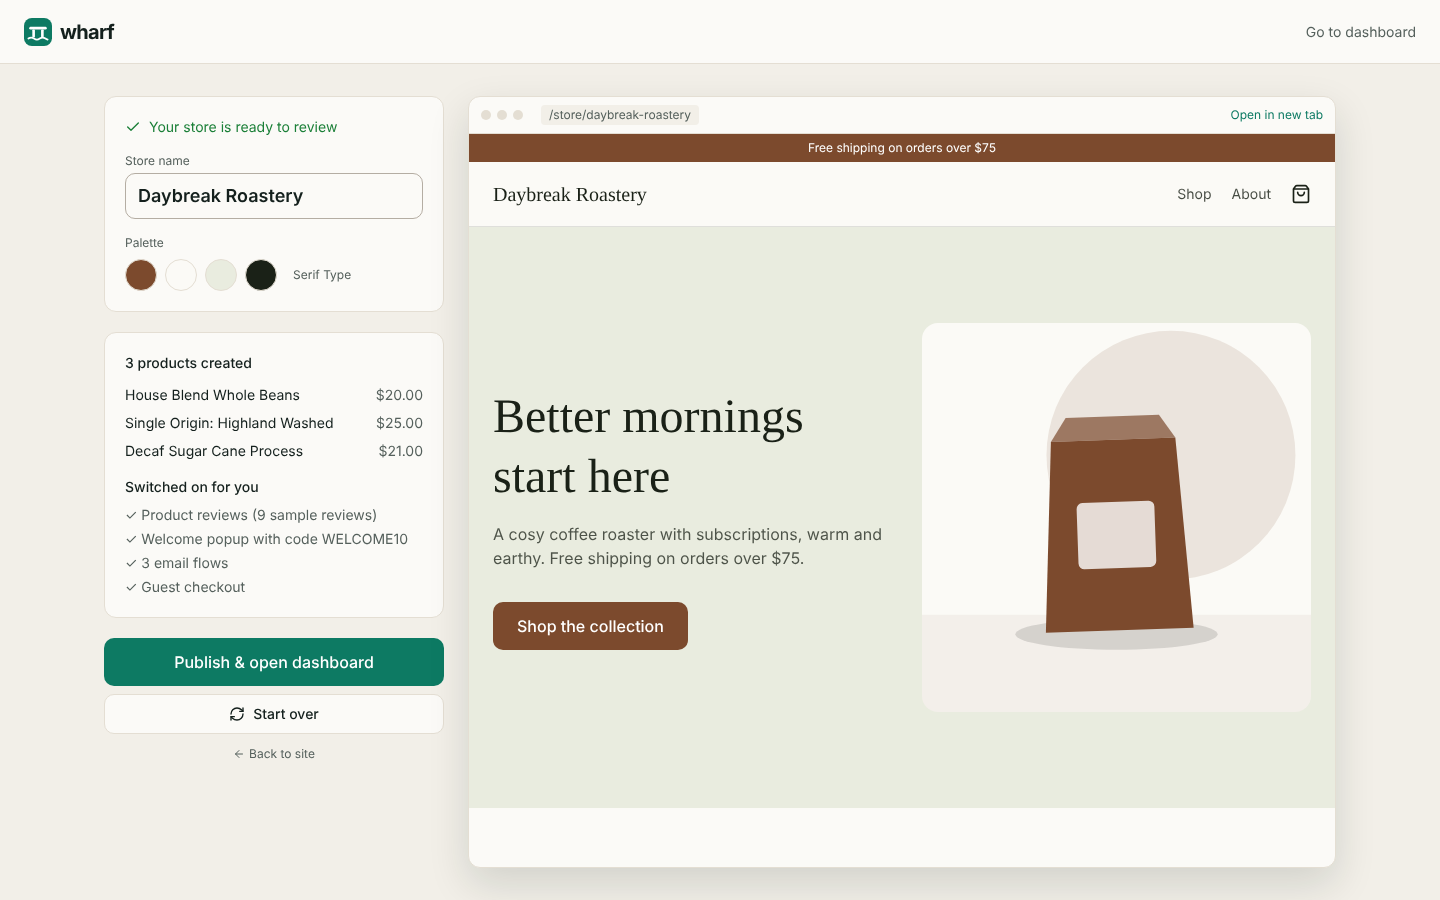 wharf
Go to dashboard
Your store is ready to review
Store name
Daybreak Roastery
Palette
Serif Type
3 products created
House Blend Whole Beans $20.00
Single Origin: Highland Washed $25.00
Decaf Sugar Cane Process $21.00
Switched on for you
✓ Product reviews (9 sample reviews)
✓ Welcome popup with code WELCOME10
✓ 3 email flows
✓ Guest checkout
Publish & open dashboard
Start over
← Back to site
/store/daybreak-roastery
Open in new tab
Free shipping on orders over $75
Daybreak Roastery
Shop About
Better mornings
start here
A cosy coffee roaster with subscriptions, warm and
earthy. Free shipping on orders over $75.
Shop the collection